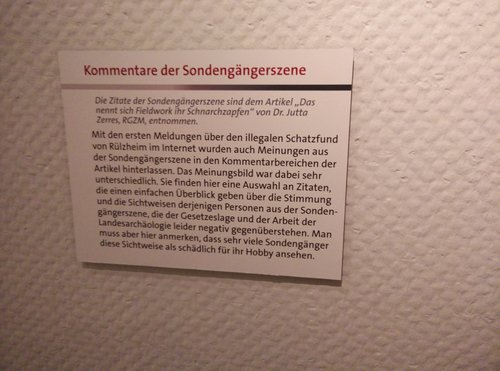 Kommentare der Sondengängerszene
Die Zitate der Sondengängerszene sind dem Artikel „Das
nennt sich Fieldwork ihr Schnarchzapfen“ von Dr. Jutta
Zerres, RGZM, entnommen.
Mit den ersten Meldungen über den illegalen Schatzfund
von Rülzheim im Internet wurden auch Meinungen aus
der Sondengängerszene in den Kommentarbereichen der
Artikel hinterlassen. Das Meinungsbild war dabei sehr
unterschiedlich. Sie finden hier eine Auswahl an Zitaten,
die einen einfachen Überblick geben über die Stimmung
und die Sichtweisen derjenigen Personen aus der Sonden-
gängerszene, die der Gesetzeslage und der Arbeit der
Landesarchäologie leider negativ gegenüberstehen. Man
muss aber hier anmerken, dass sehr viele Sondengänger
diese Sichtweise als schädlich für ihr Hobby ansehen.